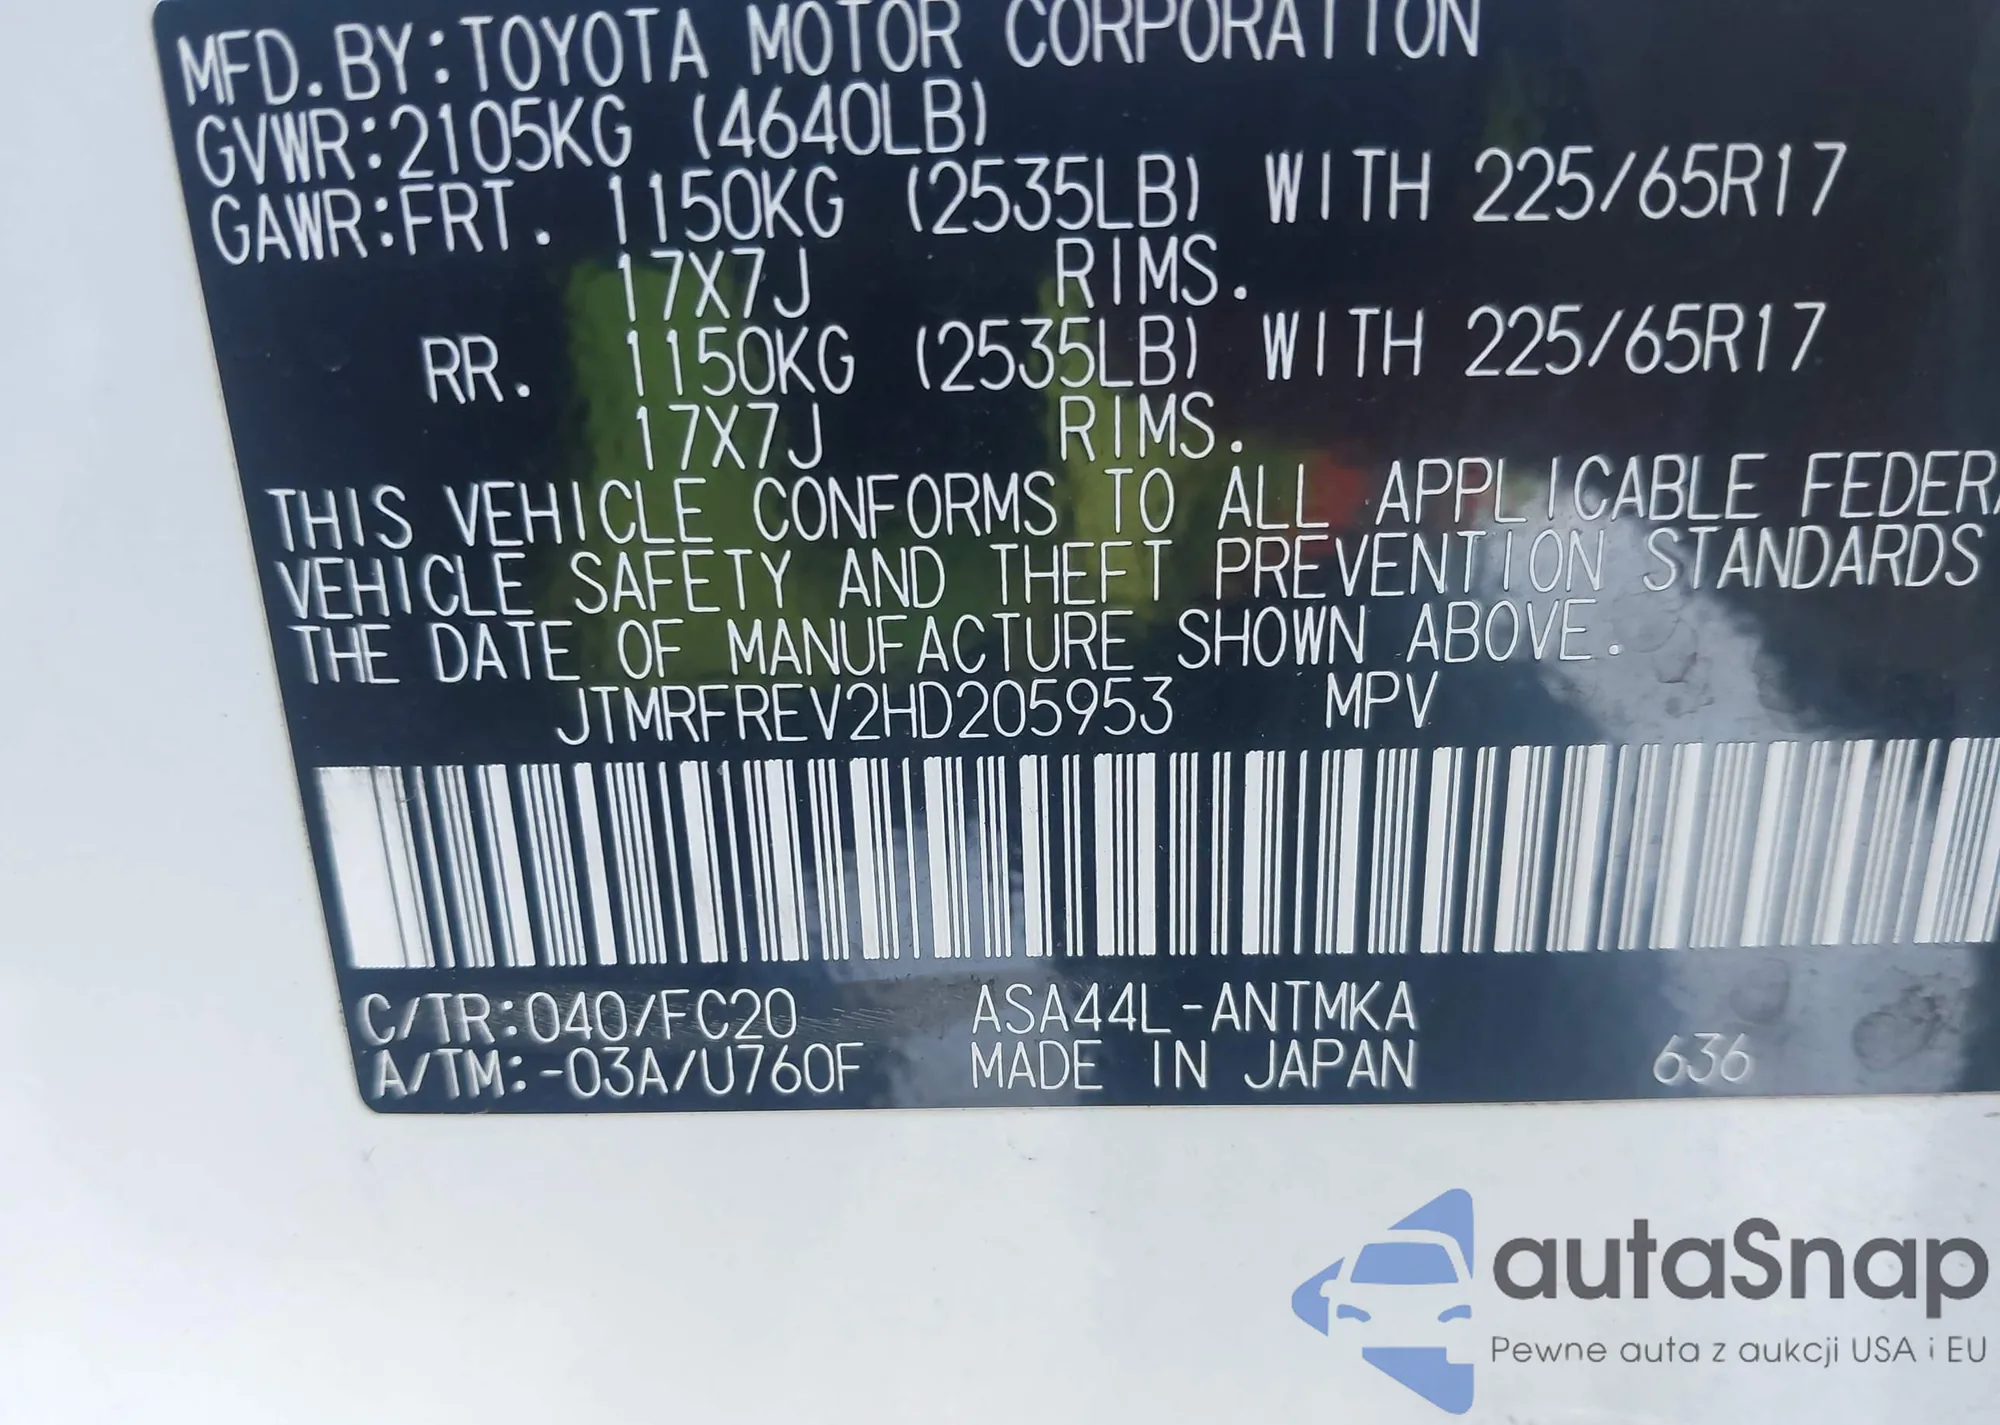 MFD.BY:TOYOTA MOTOR CORPORATION
GVWR:2105KG (4640LB)
GAWR:FRT. 1150KG (2535LB) WITH 225/65R17
17X7J RIMS.
RR. 1150KG (2535LB) WITH 225/65R17
17X7J RIMS.
THIS VEHICLE CONFORMS TO ALL APPLICABLE FEDERA
VEHICLE SAFETY AND THEFT PREVENTION STANDARDS
THE DATE OF MANUFACTURE SHOWN ABOVE.
JTMRFREV2HD205953 MPV
C/TR:040/FC20 ASA44L-ANTMKA
A/TM:-03A/U760F MADE IN JAPAN 636
autaSnap
Pewne auta z aukcji USA i EU